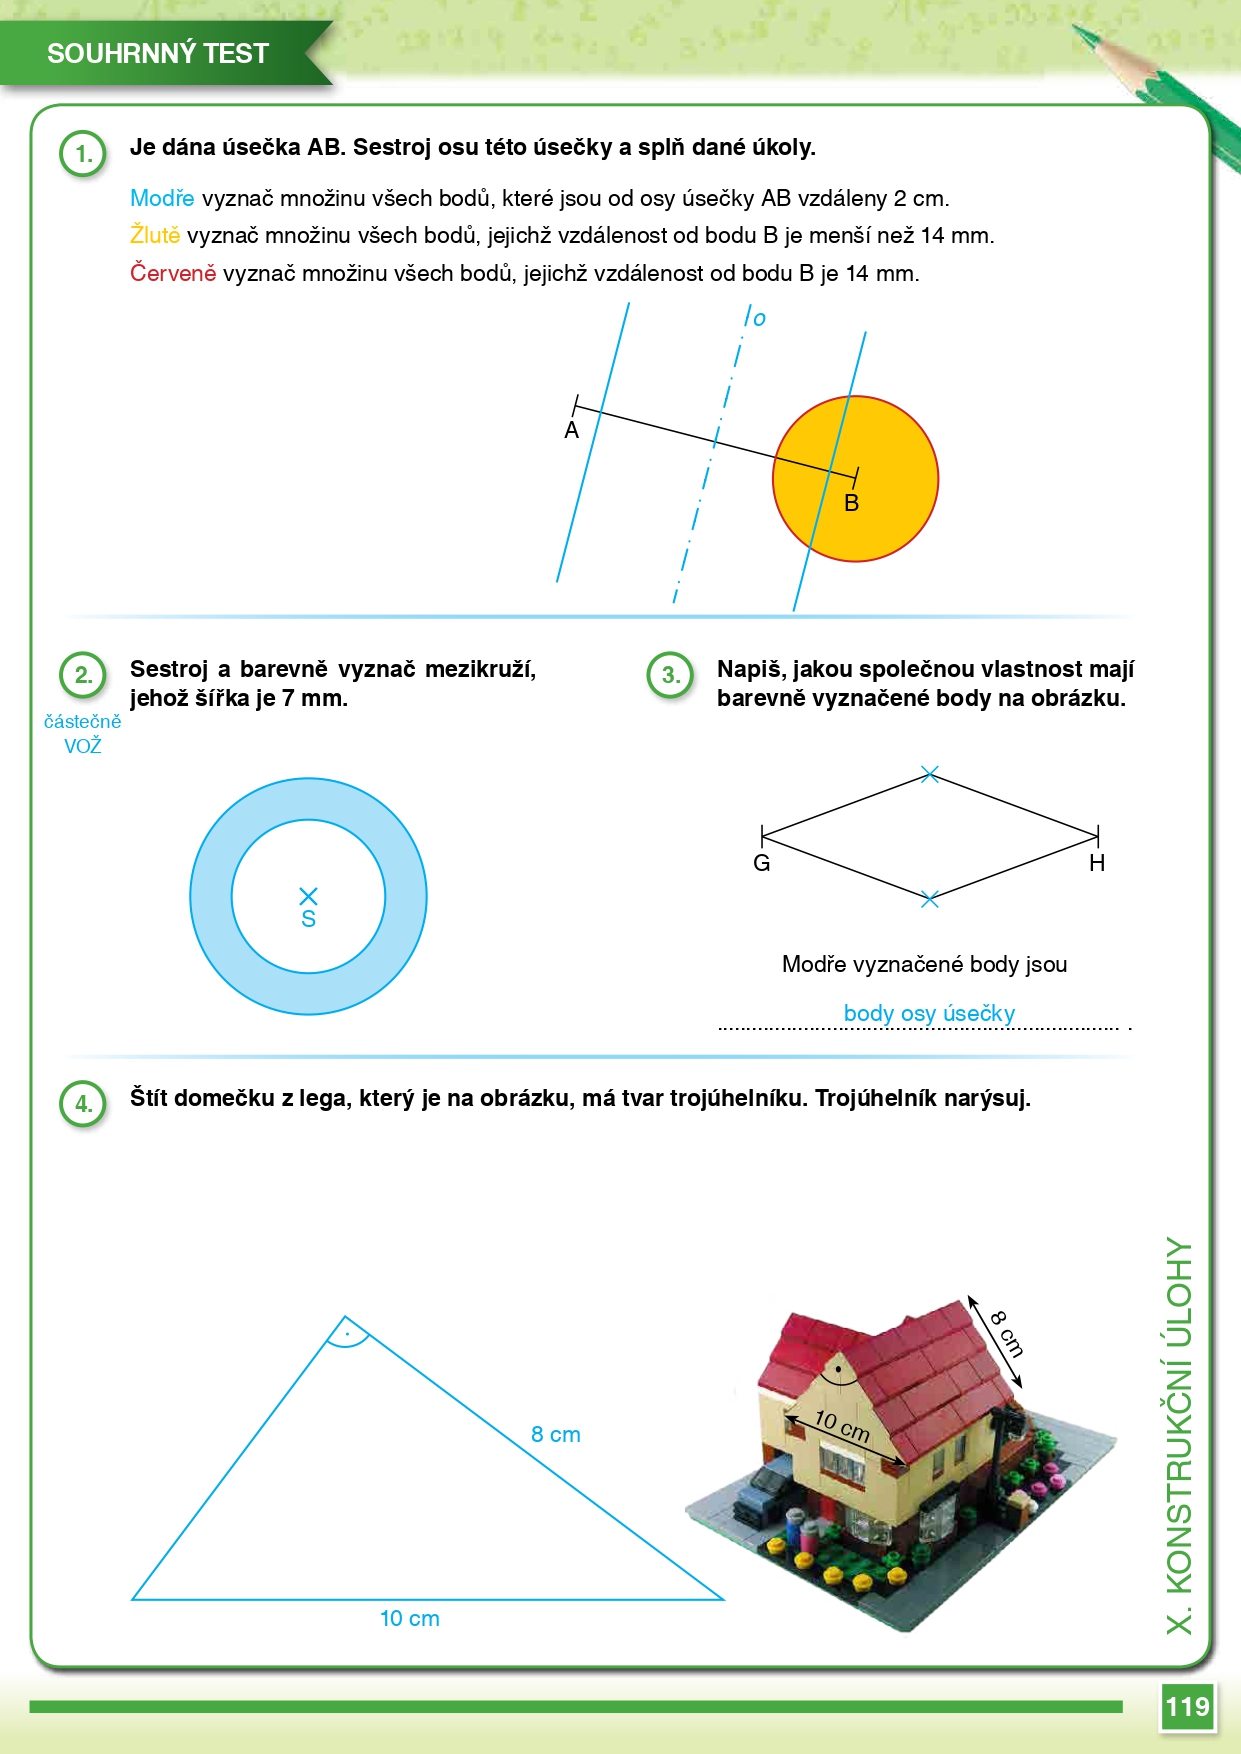 SOUHRNNÝ TEST
1.
Je dána úsečka AB. Sestroj osu této úsečky a splň dané úkoly.
Modře vyznač množinu všech bodů, které jsou od osy úsečky AB vzdáleny 2 cm.
Žlutě vyznač množinu všech bodů, jejichž vzdálenost od bodu B je menší než 14 mm.
Červeně vyznač množinu všech bodů, jejichž vzdálenost od bodu B je 14 mm.
o
A
B
2.
Sestroj a barevně vyznač mezikruží,
jehož šířka je 7 mm.
částečně
VOŽ
S
3.
Napiš, jakou společnou vlastnost mají
barevně vyznačené body na obrázku.
G
H
Modře vyznačené body jsou
body osy úsečky
4.
Štít domečku z lega, který je na obrázku, má tvar trojúhelníku. Trojúhelník narýsuj.
8 cm
10 cm
8 cm
10 cm
X. KONSTRUKČNÍ ÚLOHY
119